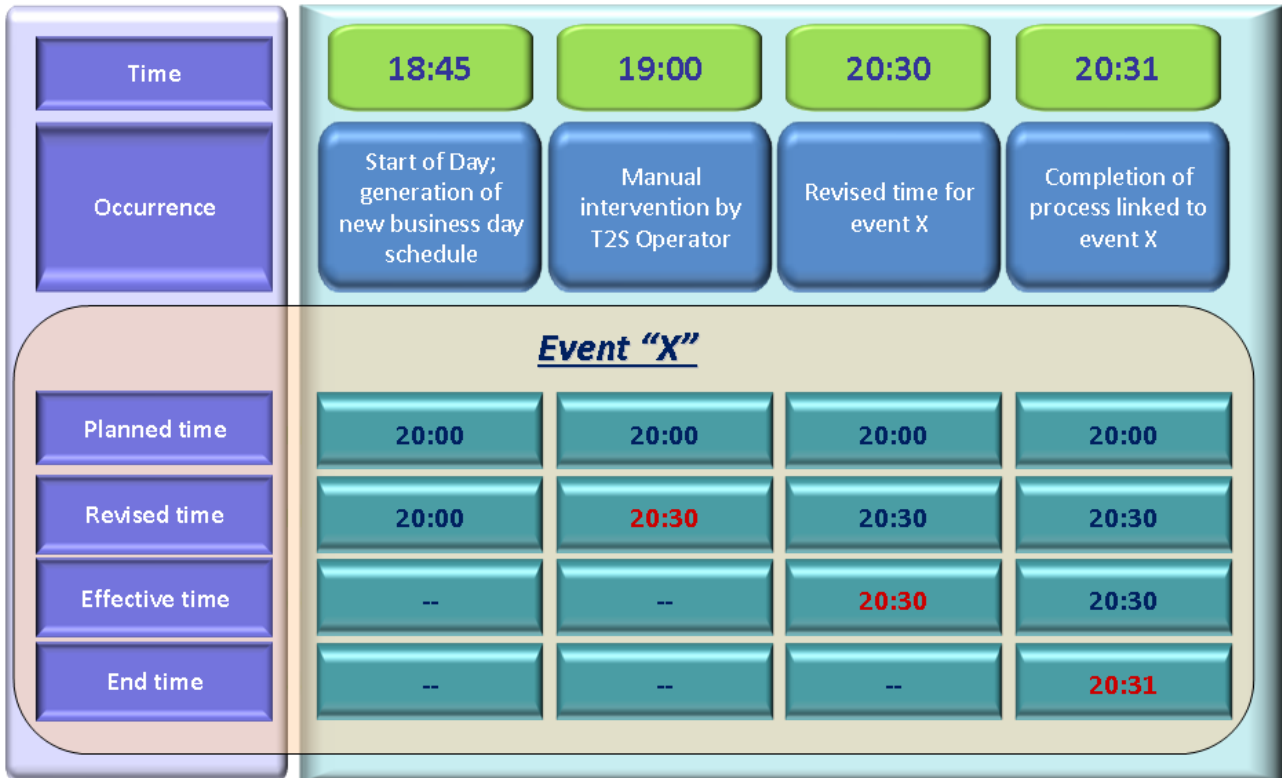 Time
18:45
19:00
20:30
20:31
Occurrence
Start of Day;
generation of
new business day
schedule
Manual
intervention by
T2S Operator
Revised time for
event X
Completion of
process linked to
event X
Event “X”
Planned time
20:00
20:00
20:00
20:00
Revised time
20:00
20:30
20:30
20:30
Effective time
--
--
20:30
20:30
End time
--
--
--
20:31